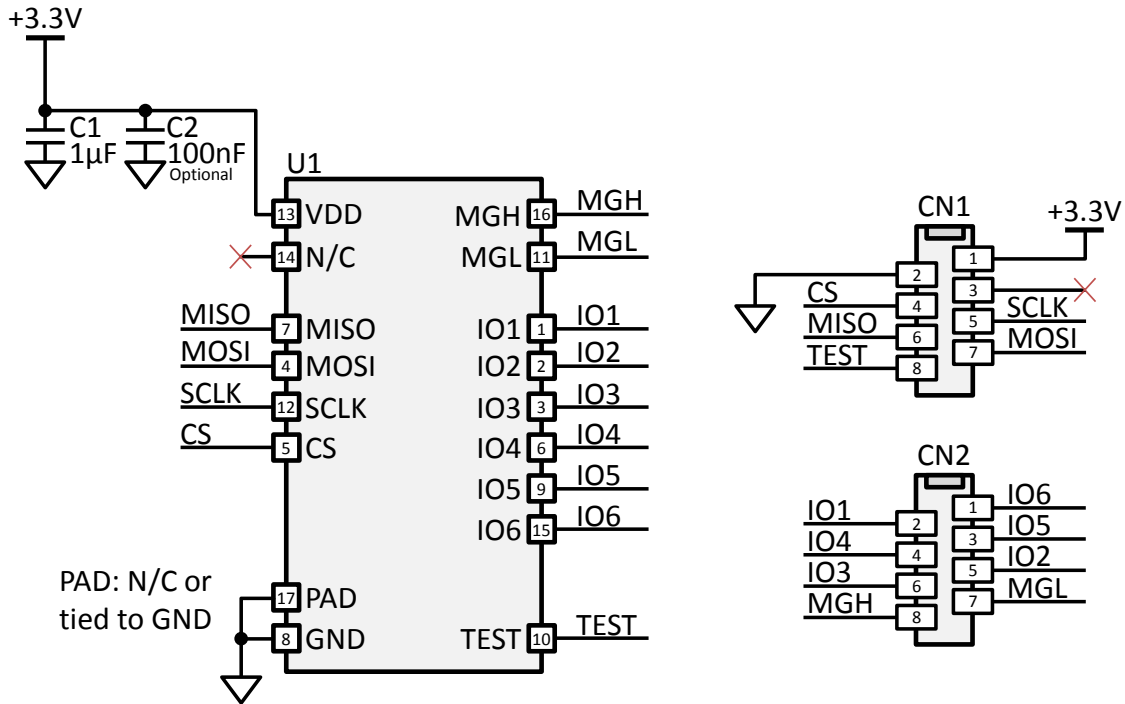 +3.3V
C1
1µF
C2
100nF
Optional
U1
13 VDD
14 N/C
MISO 7 MISO
MOSI 4 MOSI
SCLK 12 SCLK
CS 5 CS
17 PAD
8 GND
PAD: N/C or
tied to GND
MGH 16 MGH
MGL 11 MGL
IO1 1 IO1
IO2 2 IO2
IO3 3 IO3
IO4 6 IO4
IO5 9 IO5
IO6 15 IO6
TEST 10 TEST
CN1
+3.3V
1
2
3
CS 4
5 SCLK
MISO 6
7 MOSI
TEST 8
CN2
1 IO6
IO1 2
3 IO5
IO4 4
5 IO2
IO3 6
7 MGL
MGH 8